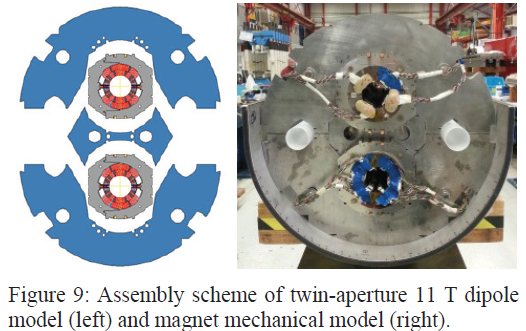 Figure 9: Assembly scheme of twin-aperture 11 T dipole
model (left) and magnet mechanical model (right).